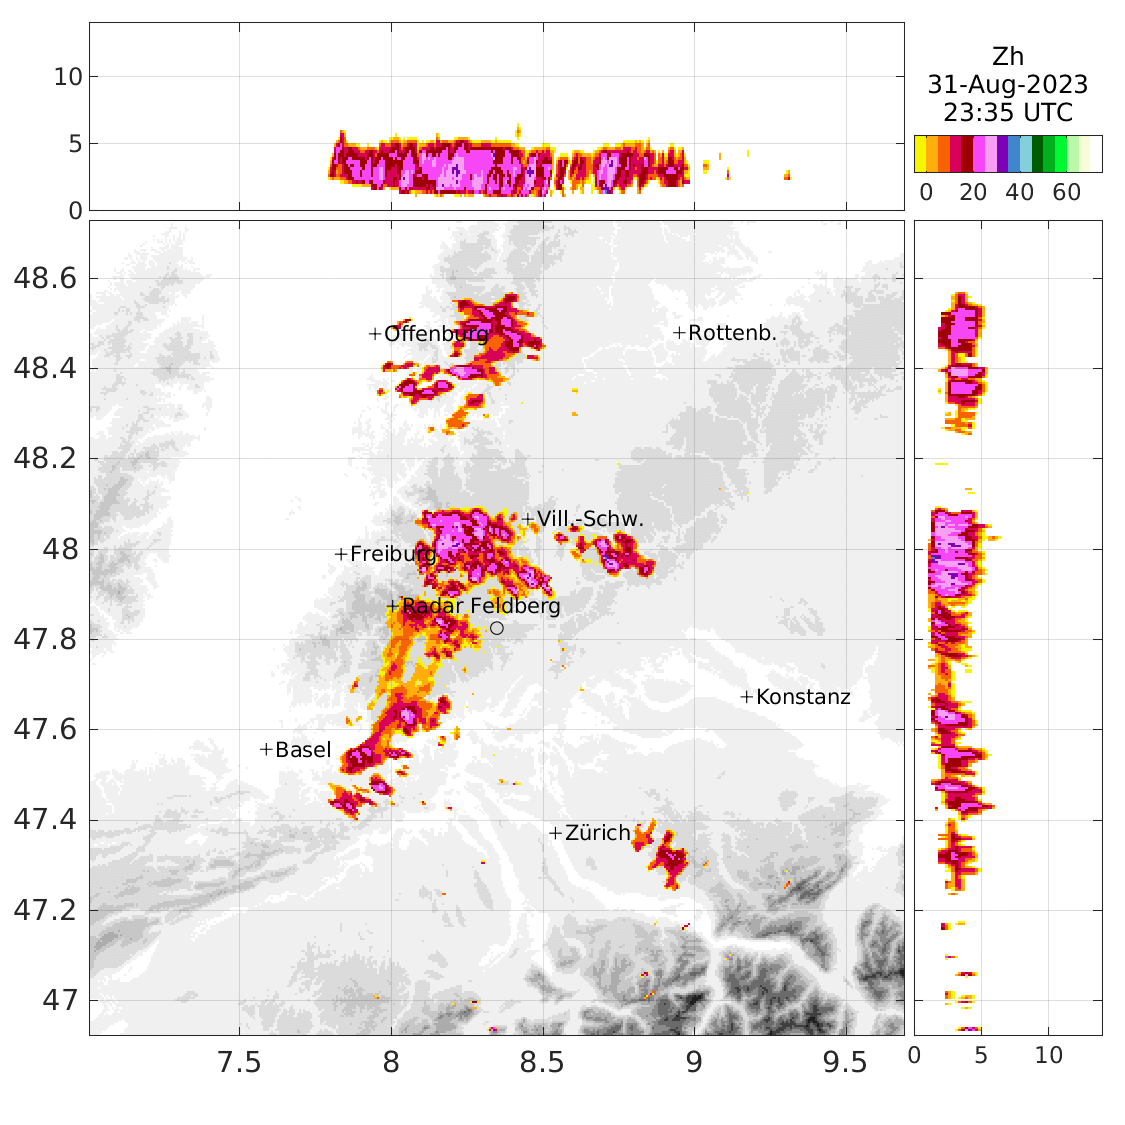 10
5
0
Zh
31-Aug-2023
23:35 UTC
0 20 40 60
48.6
48.4
48.2
48
47.8
47.6
47.4
47.2
47
+Offenburg
+Rottenb.
+Vill.-Schw.
+Freiburg
+Radar Feldberg
+Konstanz
+Basel
+Zürich
7.5 8 8.5 9 9.5
0 5 10